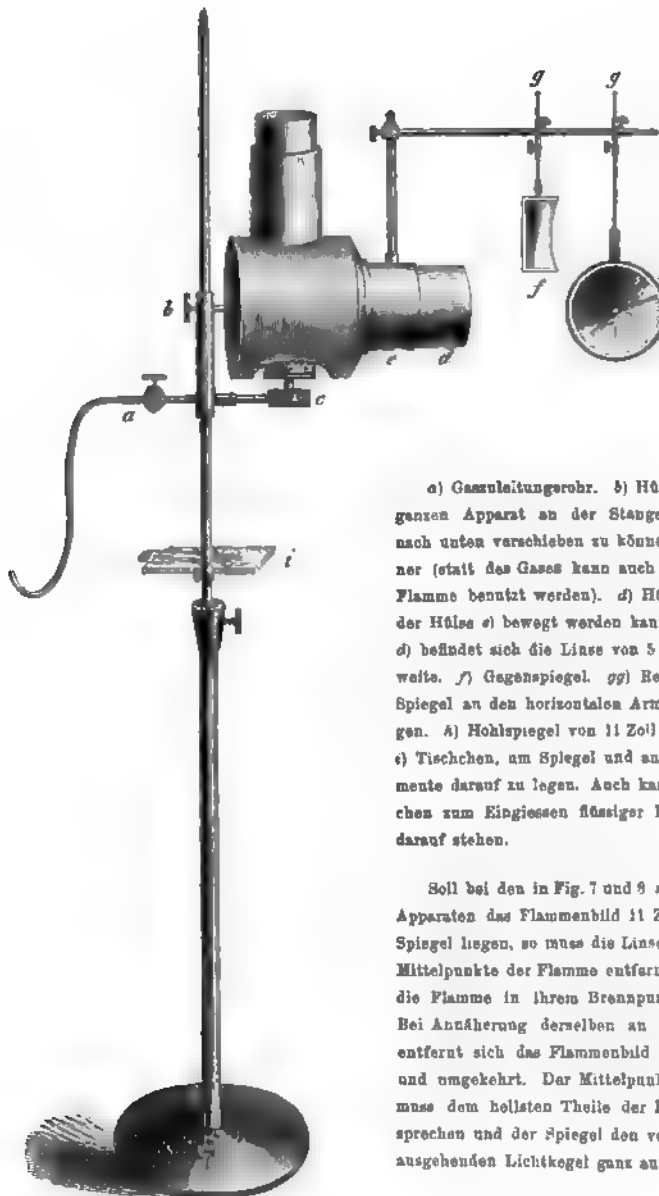 g g
f
b
e d
a c
i
a) Gaszuleitungsrohr. b) Hü
ganzen Apparat an der Stange
nach unten verschieben zu könne
ner (statt des Gases kann auch
Flamme benutzt werden). d) Hü
der Hülse e) bewegt werden kan
d) befindet sich die Linse von 5
weite. f) Gegenspiegel. gg) Re
Spiegel an den horizontalen Arm
gen. h) Hohlspiegel von 11 Zoll
i) Tischchen, um Spiegel und an
mente darauf zu legen. Auch kan
chen zum Eingiessen flüssiger
darauf stehen.
Soll bei den in Fig. 7 und 8
Apparaten das Flammenbild 11 Z
Spiegel liegen, so muss die Linse
Mittelpunkte der Flamme entfern
die Flamme in ihrem Brennpun
Bei Annäherung derselben an
entfernt sich das Flammenbild
und umgekehrt. Der Mittelpunk
muss dem hellsten Theile der
sprechen und der Spiegel den vo
ausgehenden Lichtkegel ganz au